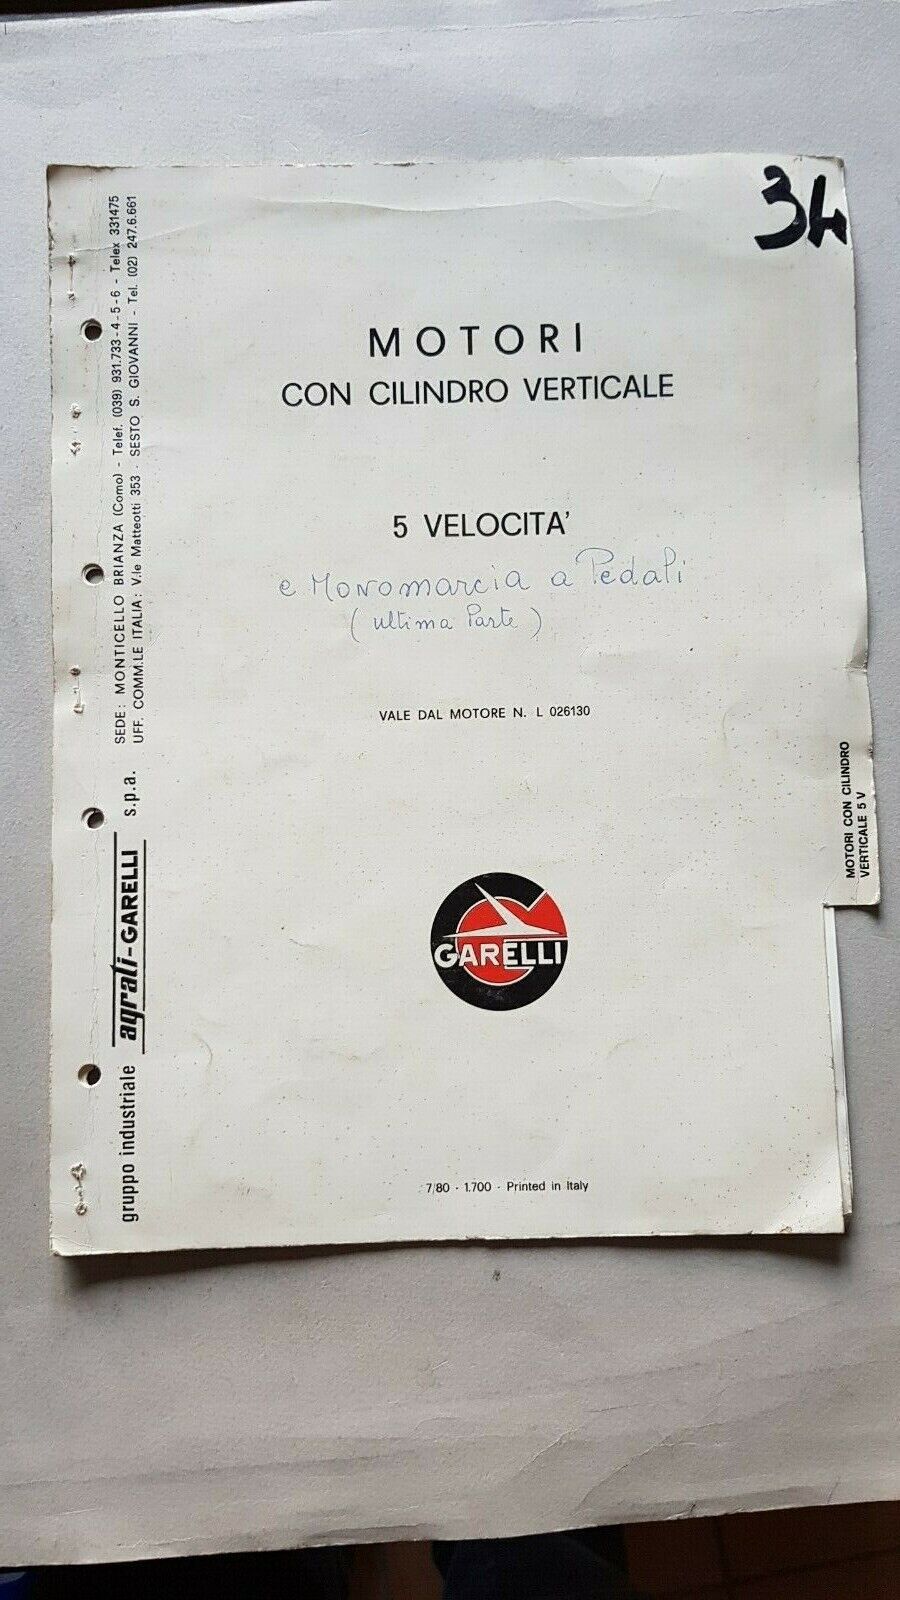 34
MOTORI
CON CILINDRO VERTICALE
5 VELOCITA'
e Monomarcia a Pedali
(ultima Parte)
VALE DAL MOTORE N. L 026130
GARELLI
7/80 - 1.700 - Printed in Italy
MOTORI CON CILINDRO
VERTICALE 5 V
gruppo industriale agrati-GARELLI s.p.a.
SEDE: MONTICELLO BRIANZA (Como) - Telef. (039) 931.733-4-5-6 - Telex 331475
UFF. COMM.LE ITALIA: V.le Matteotti 353 - SESTO S. GIOVANNI - Tel. (02) 247.6.661